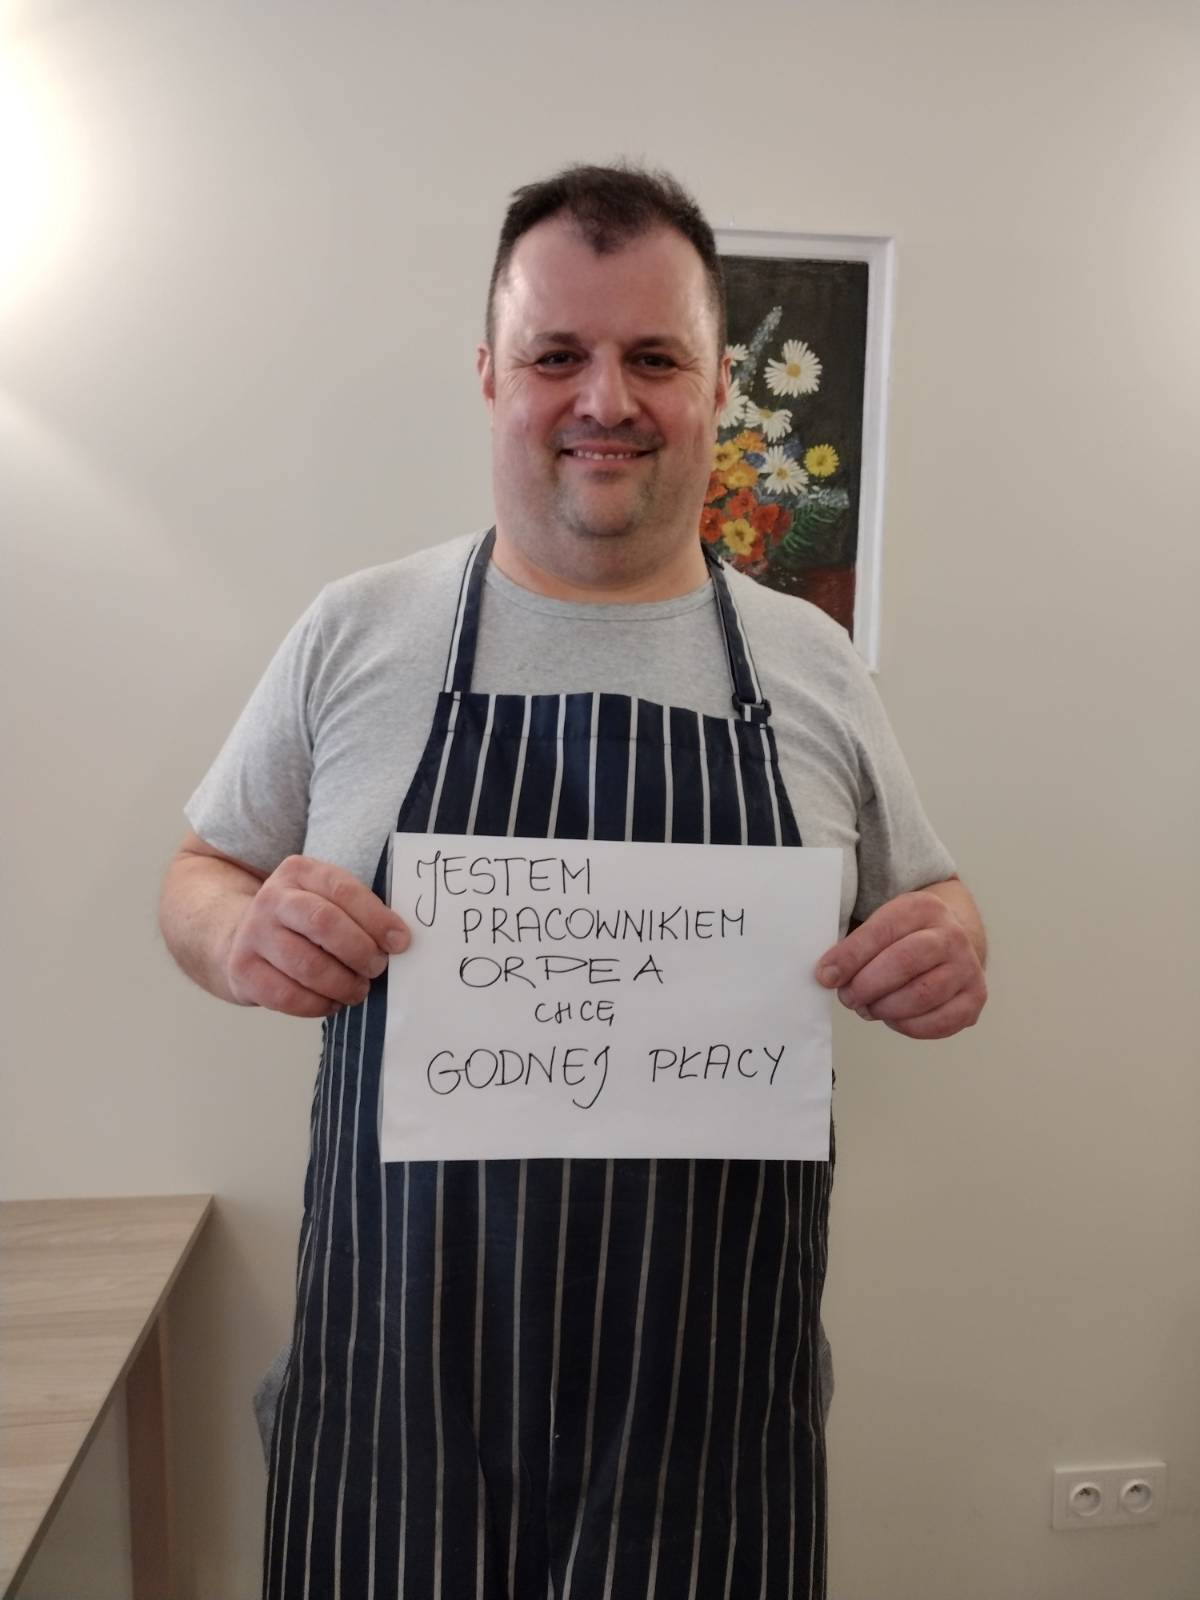 JESTEM
PRACOWNIKIEM
ORPEA
CHCĘ
GODNEJ PŁACY